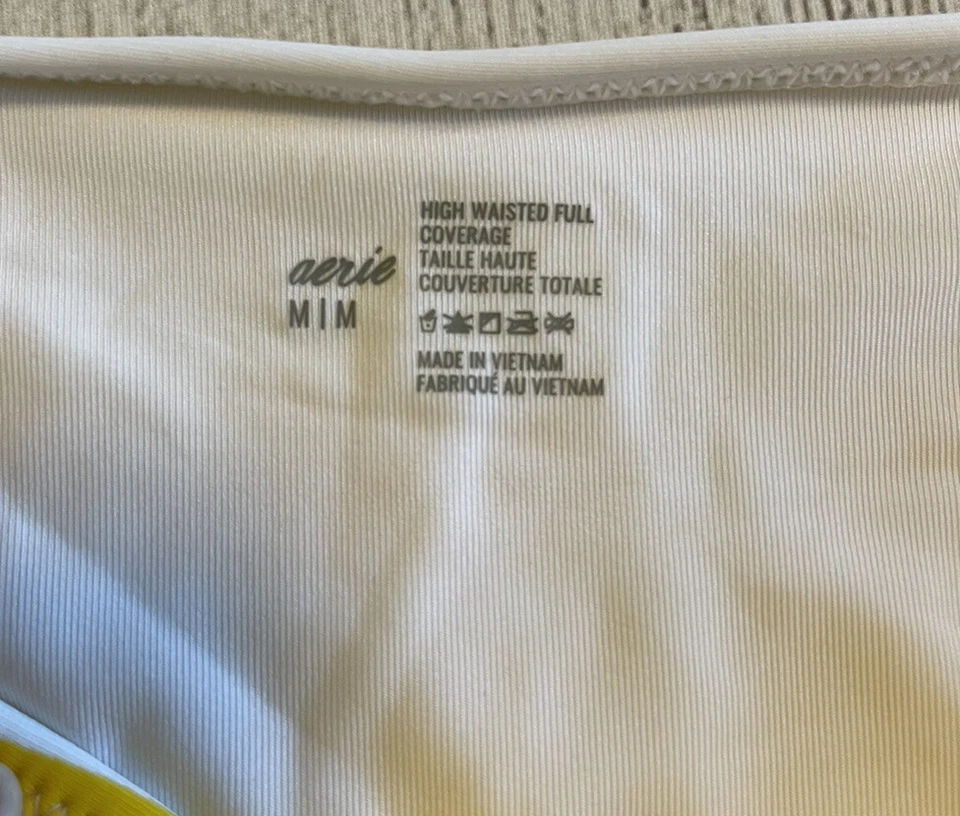 aerie
M|M
HIGH WAISTED FULL
COVERAGE
TAILLE HAUTE
COUVERTURE TOTALE
MADE IN VIETNAM
FABRIQUÉ AU VIETNAM